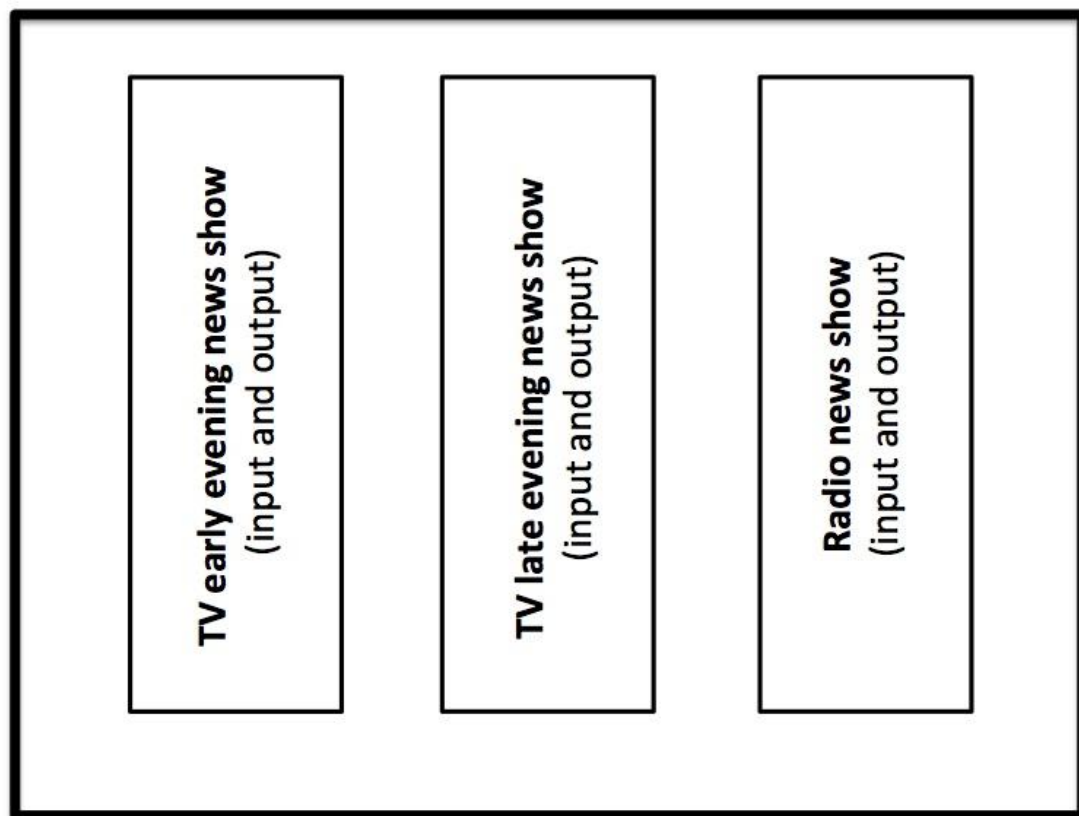 TV early evening news show
(input and output)
TV late evening news show
(input and output)
Radio news show
(input and output)